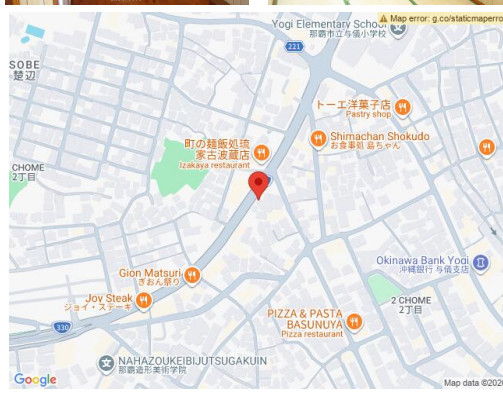 Yogi Elementary School
那覇市立与儀小学校
Map error: g.co/staticmaperro
221
SOBE
楚辺
トーエ洋菓子店
Pastry shop
Shimachan Shokudo
お食事処 島ちゃん
町の麺飯処琉
家古波蔵店
Izakaya restaurant
CHOME
2丁目
Gion Matsuri
ぎおん祭り
Okinawa Bank Yogi
沖縄銀行 与儀支店
Joy Steak
ジョイ・ステーキ
2 CHOME
2丁目
PIZZA & PASTA
BASUNUYA
Pizza restaurant
330
NAHAZOUKEIBIJUTSUGAKUIN
那覇造形美術学院
Google
Map data ©2026